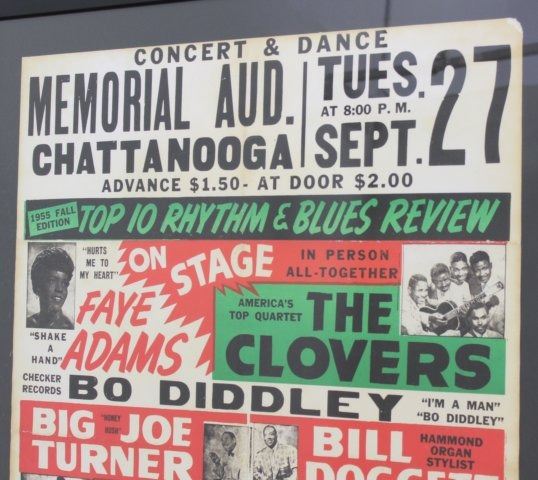 CONCERT & DANCE
MEMORIAL AUD.
CHATTANOOGA
TUES.
AT 8:00 P. M.
SEPT.
27
ADVANCE $1.50- AT DOOR $2.00
1955 FALL
EDITION
TOP 10 RHYTHM & BLUES REVIEW
"HURTS
ME TO
MY HEART"
ON
STAGE
IN PERSON
ALL-TOGETHER
FAYE
ADAMS
"SHAKE
A
HAND"
AMERICA'S
TOP QUARTET
THE
CLOVERS
CHECKER
RECORDS
BO DIDDLEY
"I'M A MAN"
"BO DIDDLEY"
BIG JOE
TURNER
"HONEY
HUSH"
BILL
DOGGETT
HAMMOND
ORGAN
STYLIST